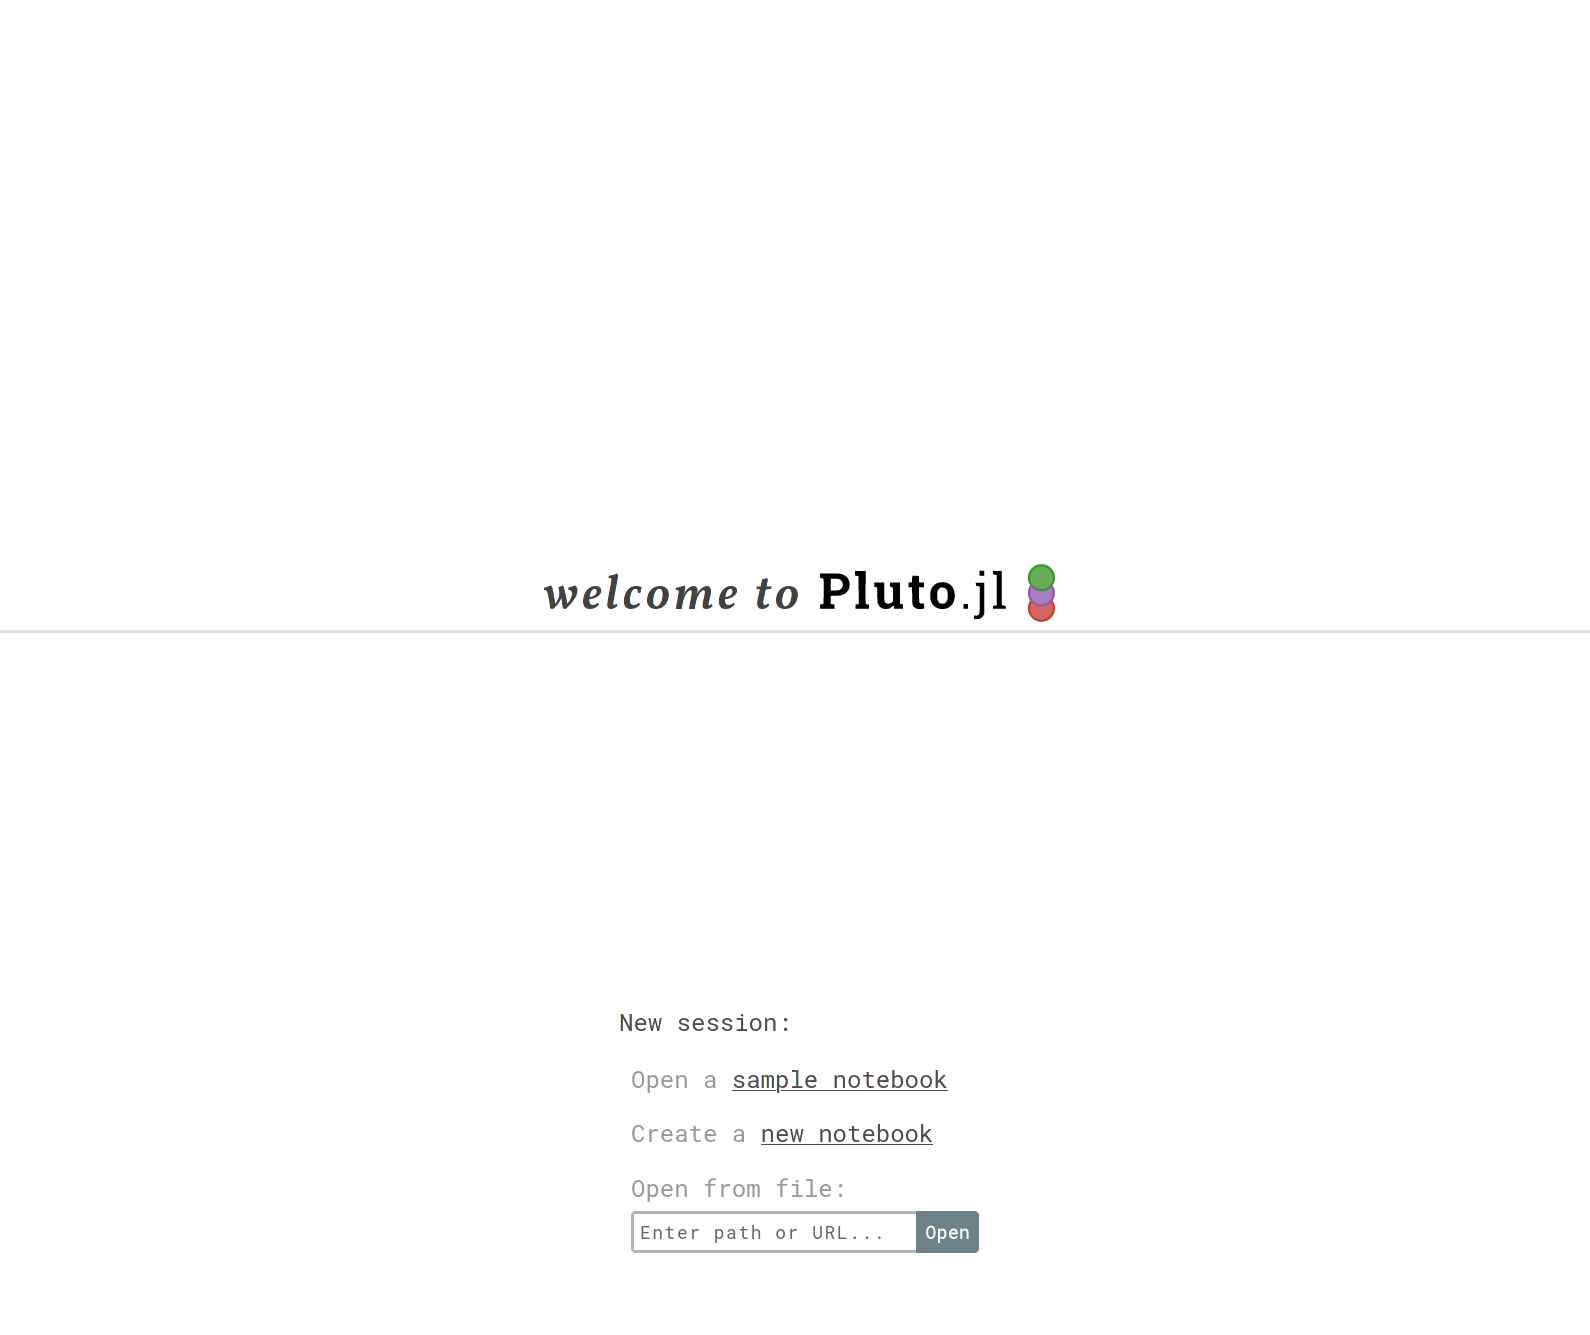 welcome to Pluto.jl
New session:
Open a sample notebook
Create a new notebook
Open from file:
Enter path or URL... Open